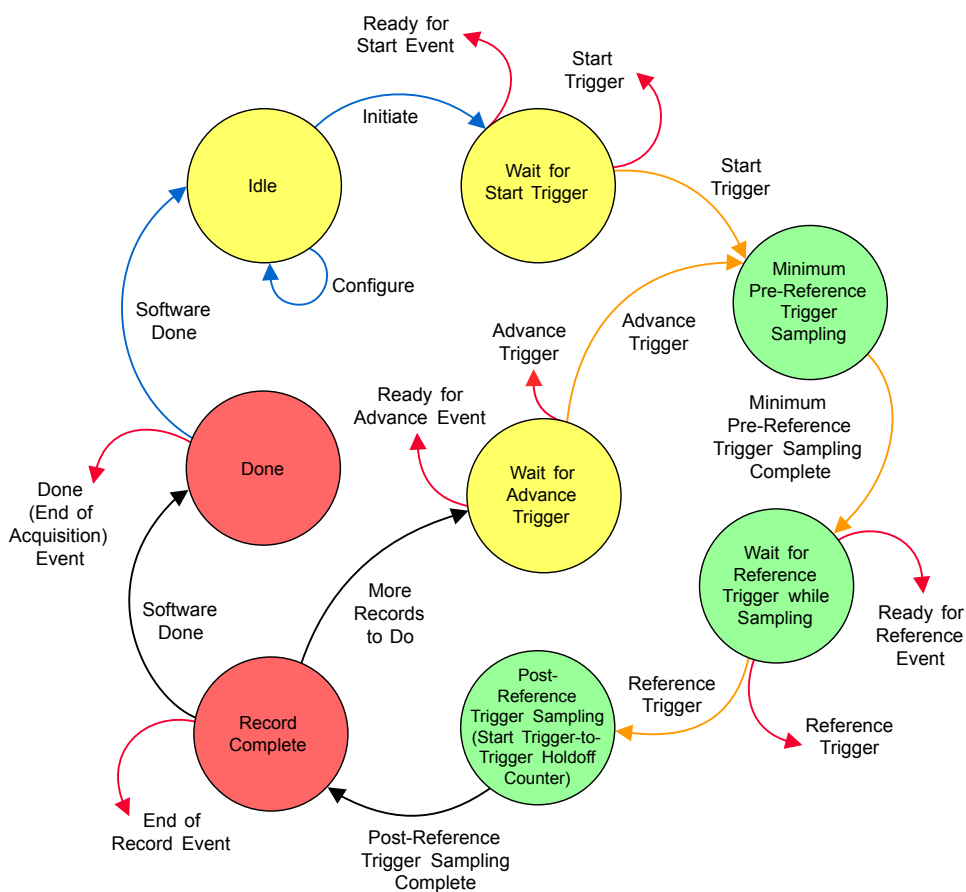 Ready for
Start Event
Start
Trigger
Initiate
Idle
Wait for
Start Trigger
Start
Trigger
Configure
Minimum
Pre-Reference
Trigger
Sampling
Software
Done
Advance
Trigger
Advance
Trigger
Ready for
Advance Event
Minimum
Pre-Reference
Trigger Sampling
Complete
Done
Wait for
Advance
Trigger
Done
(End of
Acquisition)
Event
Wait for
Reference
Trigger while
Sampling
More
Records
to Do
Software
Done
Ready for
Reference
Event
Post-
Reference
Trigger Sampling
(Start Trigger-to-
Trigger Holdoff
Counter)
Reference
Trigger
Record
Complete
Reference
Trigger
End of
Record Event
Post-Reference
Trigger Sampling
Complete